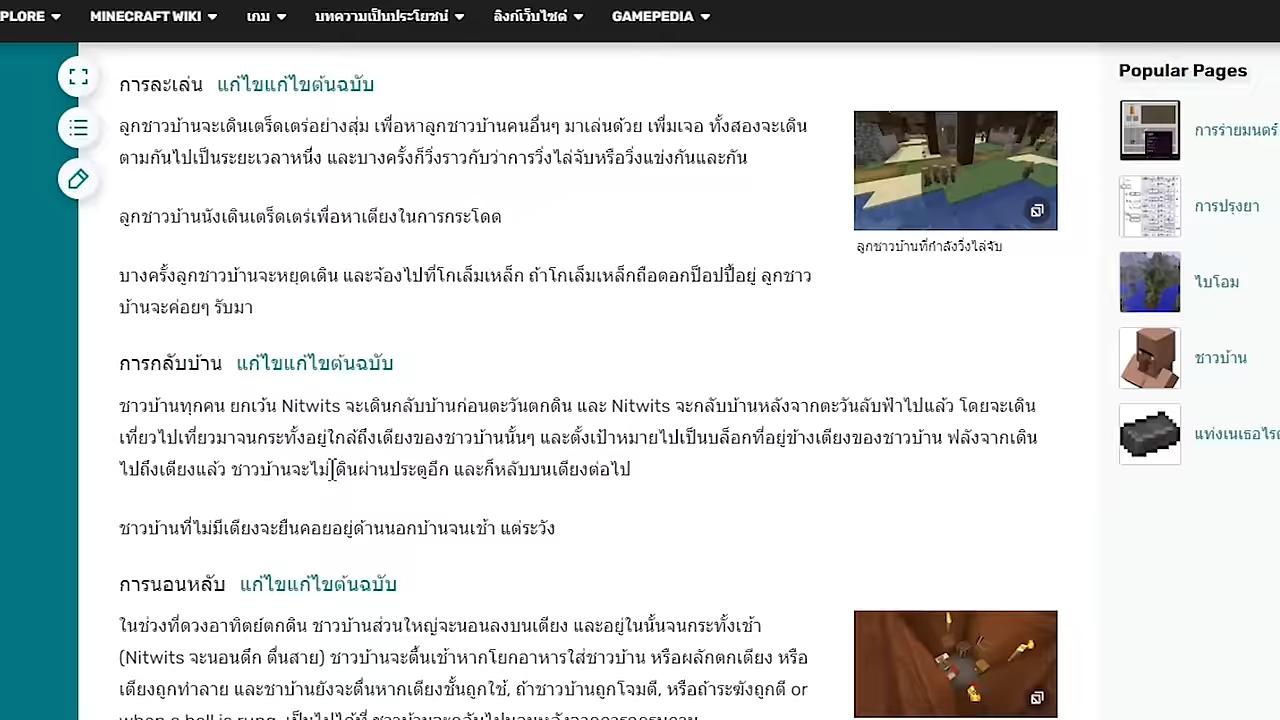 PLORE MINECRAFT WIKI เกม บทความเป็นประโยชน์ ลิงก์เว็บไซต์ GAMEPEDIA
การละเล่น แก้ไขแก้ไขต้นฉบับ
ลูกชาวบ้านจะเดินเตร็ดเตร่อย่างสุ่ม เพื่อหาลูกชาวบ้านคนอื่นๆ มาเล่นด้วย เพื่มเจอ ทั้งสองจะเดิน
ตามกันไปเป็นระยะเวลาหนึ่ง และบางครั้งก็วิ่งราวกับว่าการวิ่งไล่จับหรือวิ่งแข่งกันและกัน
ลูกชาวบ้านที่กำลังวิ่งไล่จับ
ลูกชาวบ้านนังเดินเตร็ดเตร่เพื่อหาเตียงในการกระโดด
บางครั้งลูกชาวบ้านจะหยุดเดิน และจ้องไปที่โกเล็มเหล็ก ถ้าโกเล็มเหล็กถือดอกป๊อปปี้อยู่ ลูกชาว
บ้านจะค่อยๆ รับมา
การกลับบ้าน แก้ไขแก้ไขต้นฉบับ
ชาวบ้านทุกคน ยกเว้น Nitwits จะเดินกลับบ้านก่อนตะวันตกดิน และ Nitwits จะกลับบ้านหลังจากตะวันลับฟ้าไปแล้ว โดยจะเดิน
เที่ยวไปเที่ยวมาจนกระทั้งอยู่ใกล้ถึงเตียงของชาวบ้านนั้นๆ และตั้งเป้าหมายไปเป็นบล็อกที่อยู่ข้างเตียงของชาวบ้าน ฟลังจากเดิน
ไปถึงเตียงแล้ว ชาวบ้านจะไม่เดินผ่านประตูอีก และก็หลับบนเตียงต่อไป
ชาวบ้านที่ไม่มีเตียงจะยืนคอยอยู่ด้านนอกบ้านจนเช้า แต่ระวัง
การนอนหลับ แก้ไขแก้ไขต้นฉบับ
ในช่วงที่ดวงอาทิตย์ตกดิน ชาวบ้านส่วนใหญ่จะนอนลงบนเตียง และอยู่ในนั้นจนกระทั้งเช้า
(Nitwits จะนอนดึก ตื่นสาย) ชาวบ้านจะตื้นเช้าหากโยกอาหารใส่ชาวบ้าน หรือผลักตกเตียง หรือ
เตียงถูกทำลาย และชาบ้านยังจะตื่นหากเตียงชั้นถูกใช้, ถ้าชาวบ้านถูกโจมตี, หรือถ้าระฆังถูกตี or
when a bell is rung.
Popular Pages
การร่ายมนตร์
การปรุงยา
ไบโอม
ชาวบ้าน
แท่งเนเธอไรต์